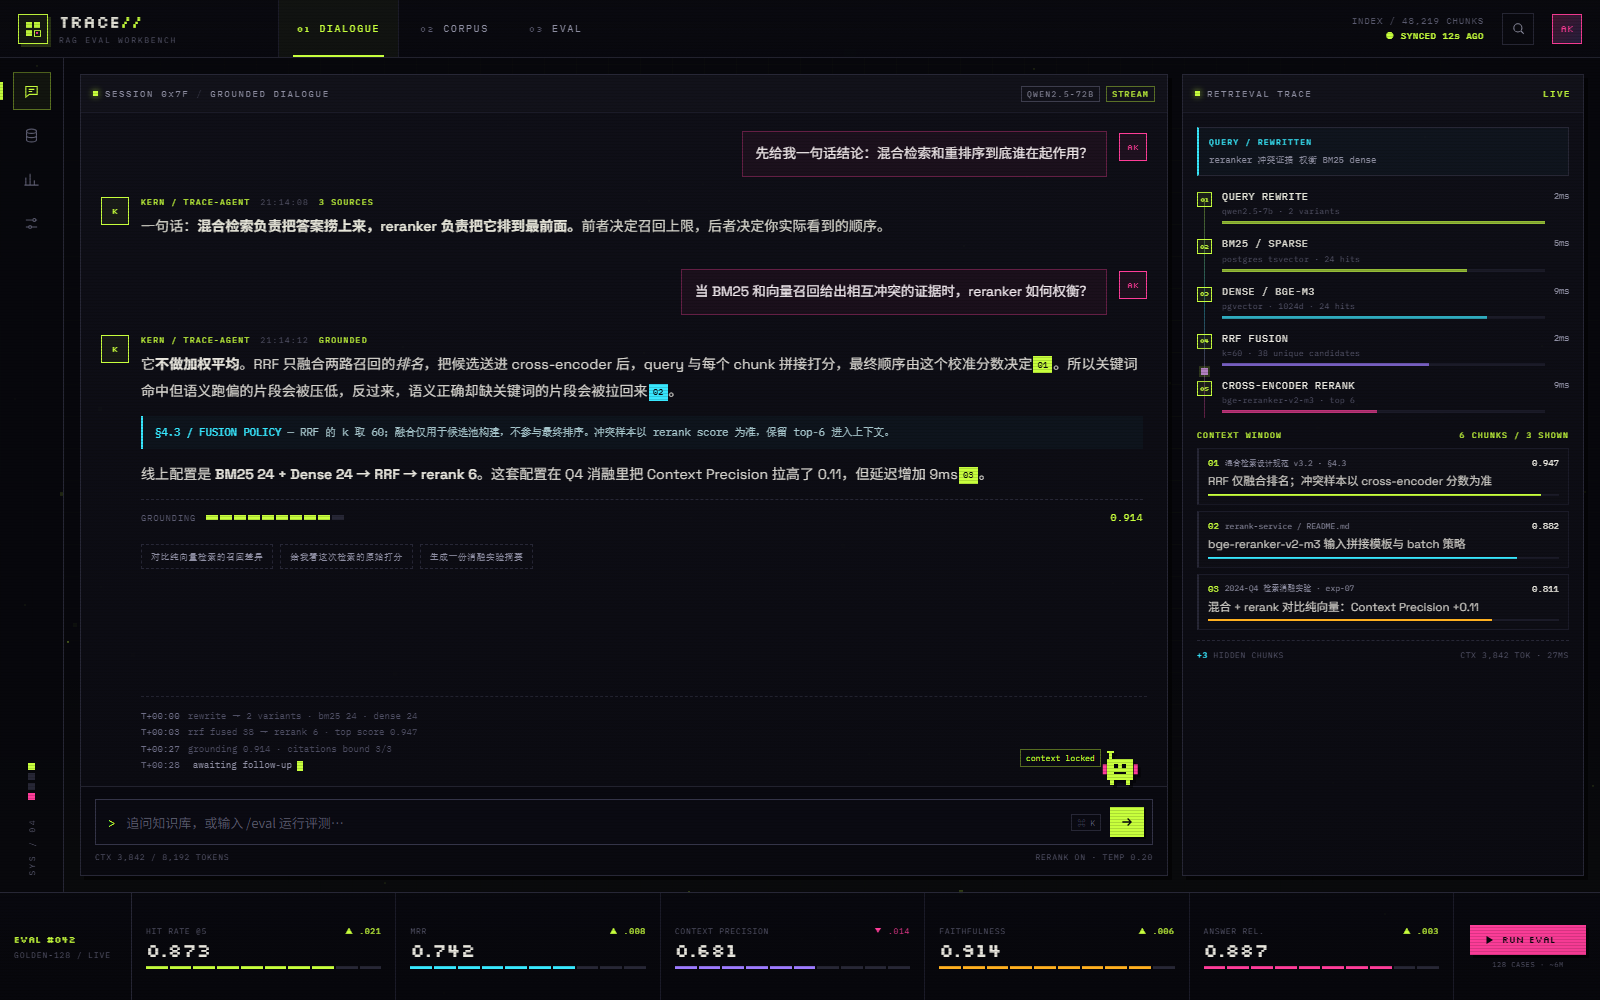 TRACE//
RAG EVAL WORKBENCH
01 DIALOGUE
02 CORPUS
03 EVAL
INDEX / 48,219 CHUNKS
SYNCED 12s AGO
AK
SESSION 0x7F / GROUNDED DIALOGUE
QWEN2.5-72B
STREAM
先给我一句话结论：混合检索和重排序到底谁在起作用？
AK
K
KERN / TRACE-AGENT 21:14:08 3 SOURCES
一句话：混合检索负责把答案捞上来，reranker 负责把它排到最前面。前者决定召回上限，后者决定你实际看到的顺序。
当 BM25 和向量召回给出相互冲突的证据时，reranker 如何权衡？
AK
K
KERN / TRACE-AGENT 21:14:12 GROUNDED
它不做加权平均。RRF 只融合两路召回的排名，把候选送进 cross-encoder 后，query 与每个 chunk 拼接打分，最终顺序由这个校准分数决定 01 。所以关键词
命中但语义跑偏的片段会被压低，反过来，语义正确却缺关键词的片段会被拉回来 02 。
§4.3 / FUSION POLICY — RRF 的 k 取 60；融合仅用于候选池构建，不参与最终排序。冲突样本以 rerank score 为准，保留 top-6 进入上下文。
线上配置是 BM25 24 + Dense 24 → RRF → rerank 6。这套配置在 Q4 消融里把 Context Precision 拉高了 0.11，但延迟增加 9ms 03 。
GROUNDING
0.914
对比纯向量检索的召回差异
给我看这次检索的原始打分
生成一份消融实验摘要
T+00:00 rewrite — 2 variants · bm25 24 · dense 24
T+00:03 rrf fused 38 — rerank 6 · top score 0.947
T+00:27 grounding 0.914 · citations bound 3/3
T+00:28 awaiting follow-up
context locked
> 追问知识库，或输入 /eval 运行评测…
⌘ K
→
CTX 3,842 / 8,192 TOKENS
RERANK ON · TEMP 0.20
SYS / 04
RETRIEVAL TRACE
LIVE
QUERY / REWRITTEN
reranker 冲突证据 权衡 BM25 dense
01 QUERY REWRITE 2ms
qwen2.5-7b · 2 variants
02 BM25 / SPARSE 5ms
postgres tsvector · 24 hits
03 DENSE / BGE-M3 9ms
pgvector · 1024d · 24 hits
04 RRF FUSION 2ms
k=60 · 38 unique candidates
05 CROSS-ENCODER RERANK 9ms
bge-reranker-v2-m3 · top 6
CONTEXT WINDOW
6 CHUNKS / 3 SHOWN
01 混合检索设计规范 v3.2 · §4.3 0.947
RRF 仅融合排名；冲突样本以 cross-encoder 分数为准
02 rerank-service / README.md 0.882
bge-reranker-v2-m3 输入拼接模板与 batch 策略
03 2024-Q4 检索消融实验 · exp-07 0.811
混合 + rerank 对比纯向量：Context Precision +0.11
+3 HIDDEN CHUNKS
CTX 3,842 TOK · 27MS
EVAL #042
GOLDEN-128 / LIVE
HIT RATE @5 ▲ .021
0.873
MRR ▲ .008
0.742
CONTEXT PRECISION ▼ .014
0.681
FAITHFULNESS ▲ .006
0.914
ANSWER REL. ▲ .003
0.887
▶ RUN EVAL
128 CASES · ~6M